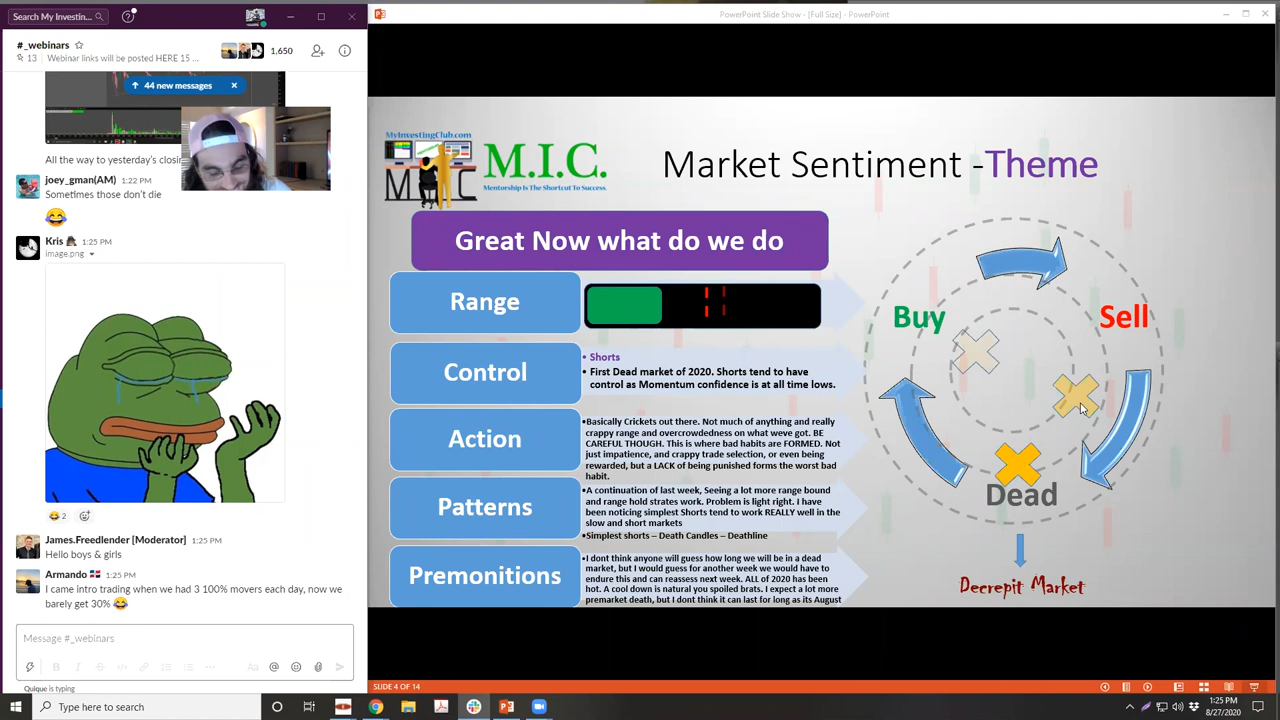 Search My Investin...
#_webinars
13
Webinar links will be posted HERE 15 ...
1,650
44 new messages
All the way to yesterday's closin
joey_gman(AM) 1:22 PM
Sometimes those don't die
Kris 1:25 PM
image.png
2
James.Freedlender [Moderator] 1:25 PM
Hello boys & girls
Armando 1:25 PM
I came intro trading when we had 3 100% movers each day, now we
barely get 30%
Message #_webinars
Quique is typing
PowerPoint Slide Show - [Full Size] - PowerPoint
MyInvestingClub.com
MIC
M.I.C.
Mentorship Is The Shortcut To Success.
Market Sentiment -Theme
Great Now what do we do
Range
Control
• Shorts
• First Dead market of 2020. Shorts tend to have
control as Momentum confidence is at all time lows.
Action
•Basically Crickets out there. Not much of anything and really
crappy range and overcrowdedness on what weve got. BE
CAREFUL THOUGH. This is where bad habits are FORMED. Not
just impatience, and crappy trade selection, or even being
rewarded, but a LACK of being punished forms the worst bad
habit.
Patterns
•A continuation of last week, Seeing a lot more range bound
and range hold strates work. Problem is light right. I have
been noticing simplest Shorts tend to work REALLY well in the
slow and short markets
•Simplest shorts – Death Candles – Deathline
Premonitions
•I dont think anyone will guess how long we will be in a dead
market, but I would guess for another week we would have to
endure this and can reassess next week. ALL of 2020 has been
hot. A cool down is natural you spoiled brats. I expect a lot more
premarket death, but I dont think it can last for long as its August
Buy
Sell
Dead
Decrepit Market
SLIDE 4 OF 14
Type here to search
1:25 PM
8/27/2020